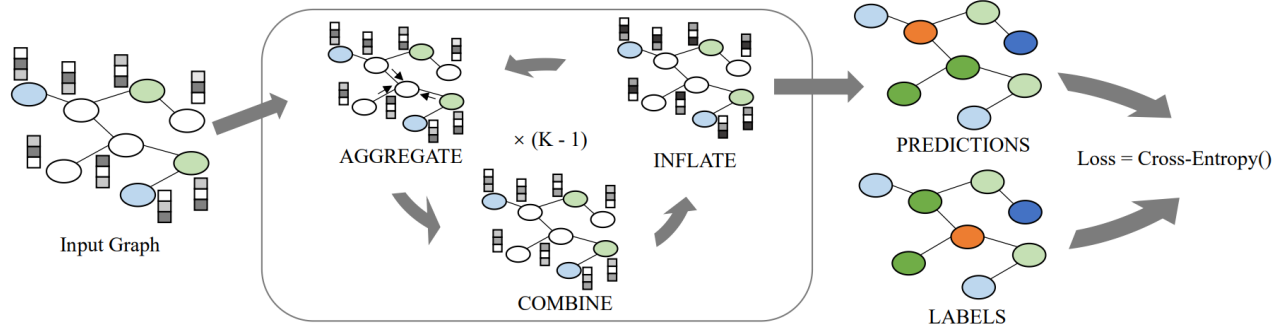 Input Graph
AGGREGATE
× (K - 1)
INFLATE
COMBINE
PREDICTIONS
Loss = Cross-Entropy()
LABELS